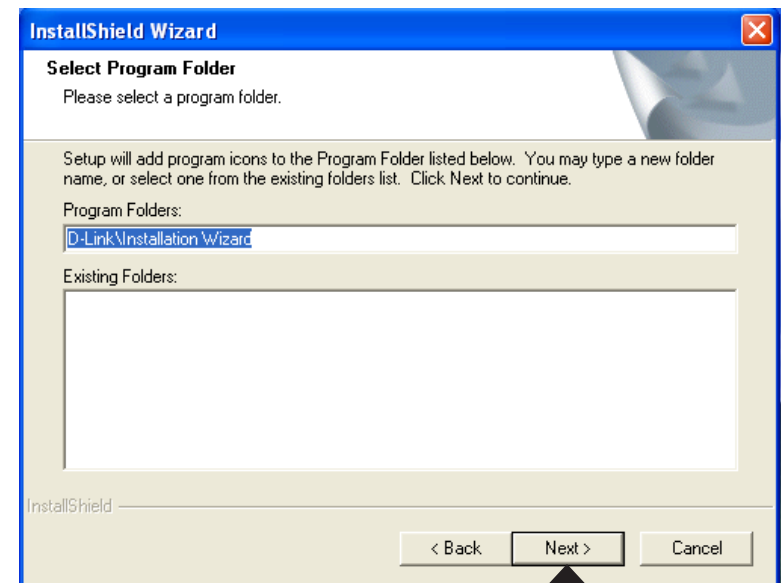 InstallShield Wizard
Select Program Folder
Please select a program folder.
Setup will add program icons to the Program Folder listed below. You may type a new folder
name, or select one from the existing folders list. Click Next to continue.
Program Folders:
D-Link\Installation Wizard
Existing Folders:
InstallShield
< Back Next > Cancel